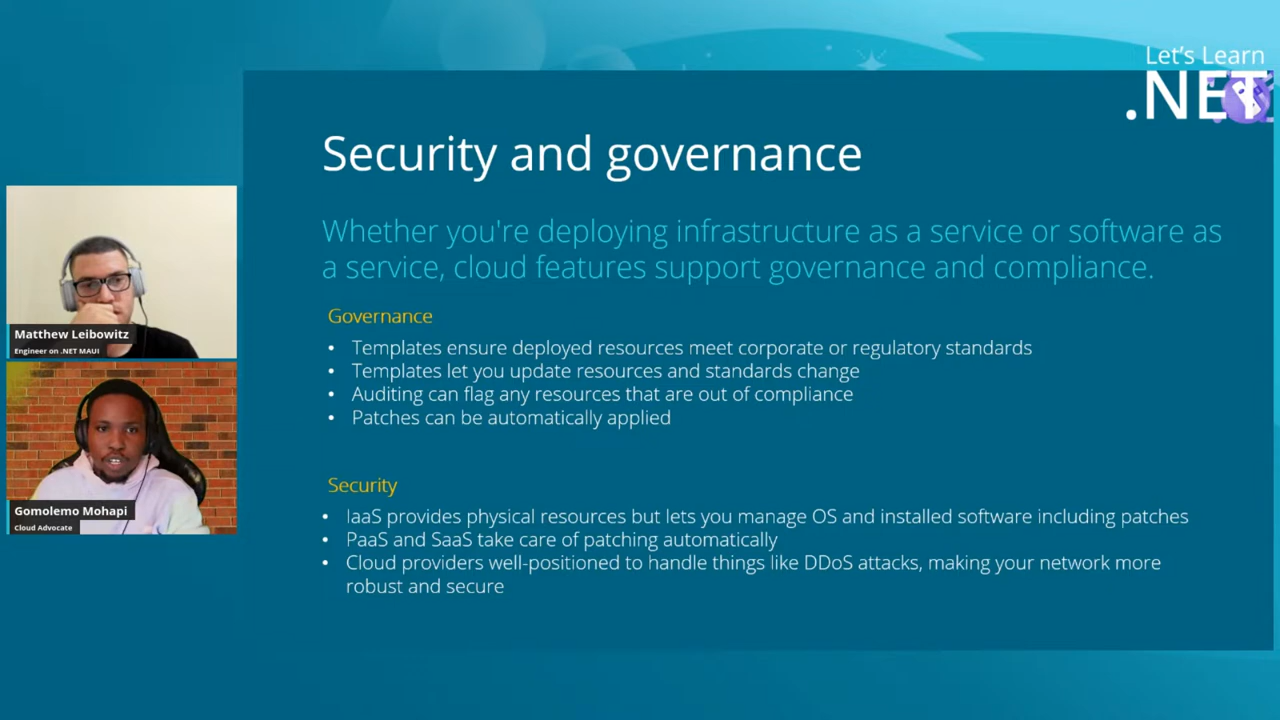 Let's Learn
.NET
Security and governance
Whether you're deploying infrastructure as a service or software as
a service, cloud features support governance and compliance.
Governance
• Templates ensure deployed resources meet corporate or regulatory standards
• Templates let you update resources and standards change
• Auditing can flag any resources that are out of compliance
• Patches can be automatically applied
Security
• IaaS provides physical resources but lets you manage OS and installed software including patches
• PaaS and SaaS take care of patching automatically
• Cloud providers well-positioned to handle things like DDoS attacks, making your network more
robust and secure
Matthew Leibowitz
Engineer on .NET MAUI
Gomolemo Mohapi
Cloud Advocate